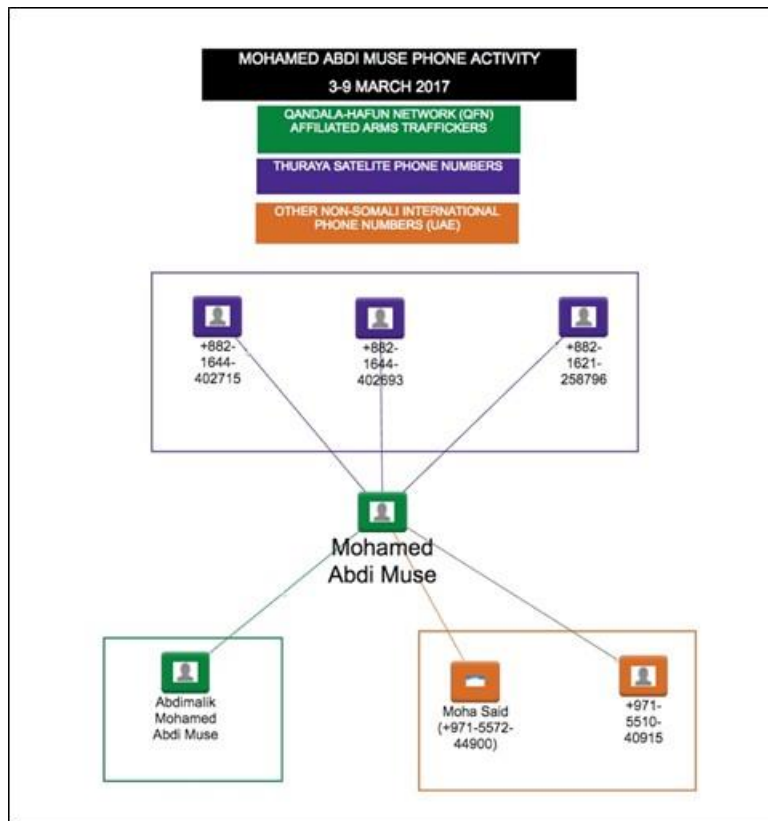 MOHAMED ABDI MUSE PHONE ACTIVITY
3-9 MARCH 2017
QANDALA-HAFUN NETWORK (QFN)
AFFILIATED ARMS TRAFFICKERS
THURAYA SATELITE PHONE NUMBERS
OTHER NON-SOMALI INTERNATIONAL
PHONE NUMBERS (UAE)
+882-
1644-
402715
+882-
1644-
402693
+882-
1621-
258796
Mohamed
Abdi Muse
Abdimalik
Mohamed
Abdi Muse
Moha Said
(+971-5572-
44900)
+971-
5510-
40915